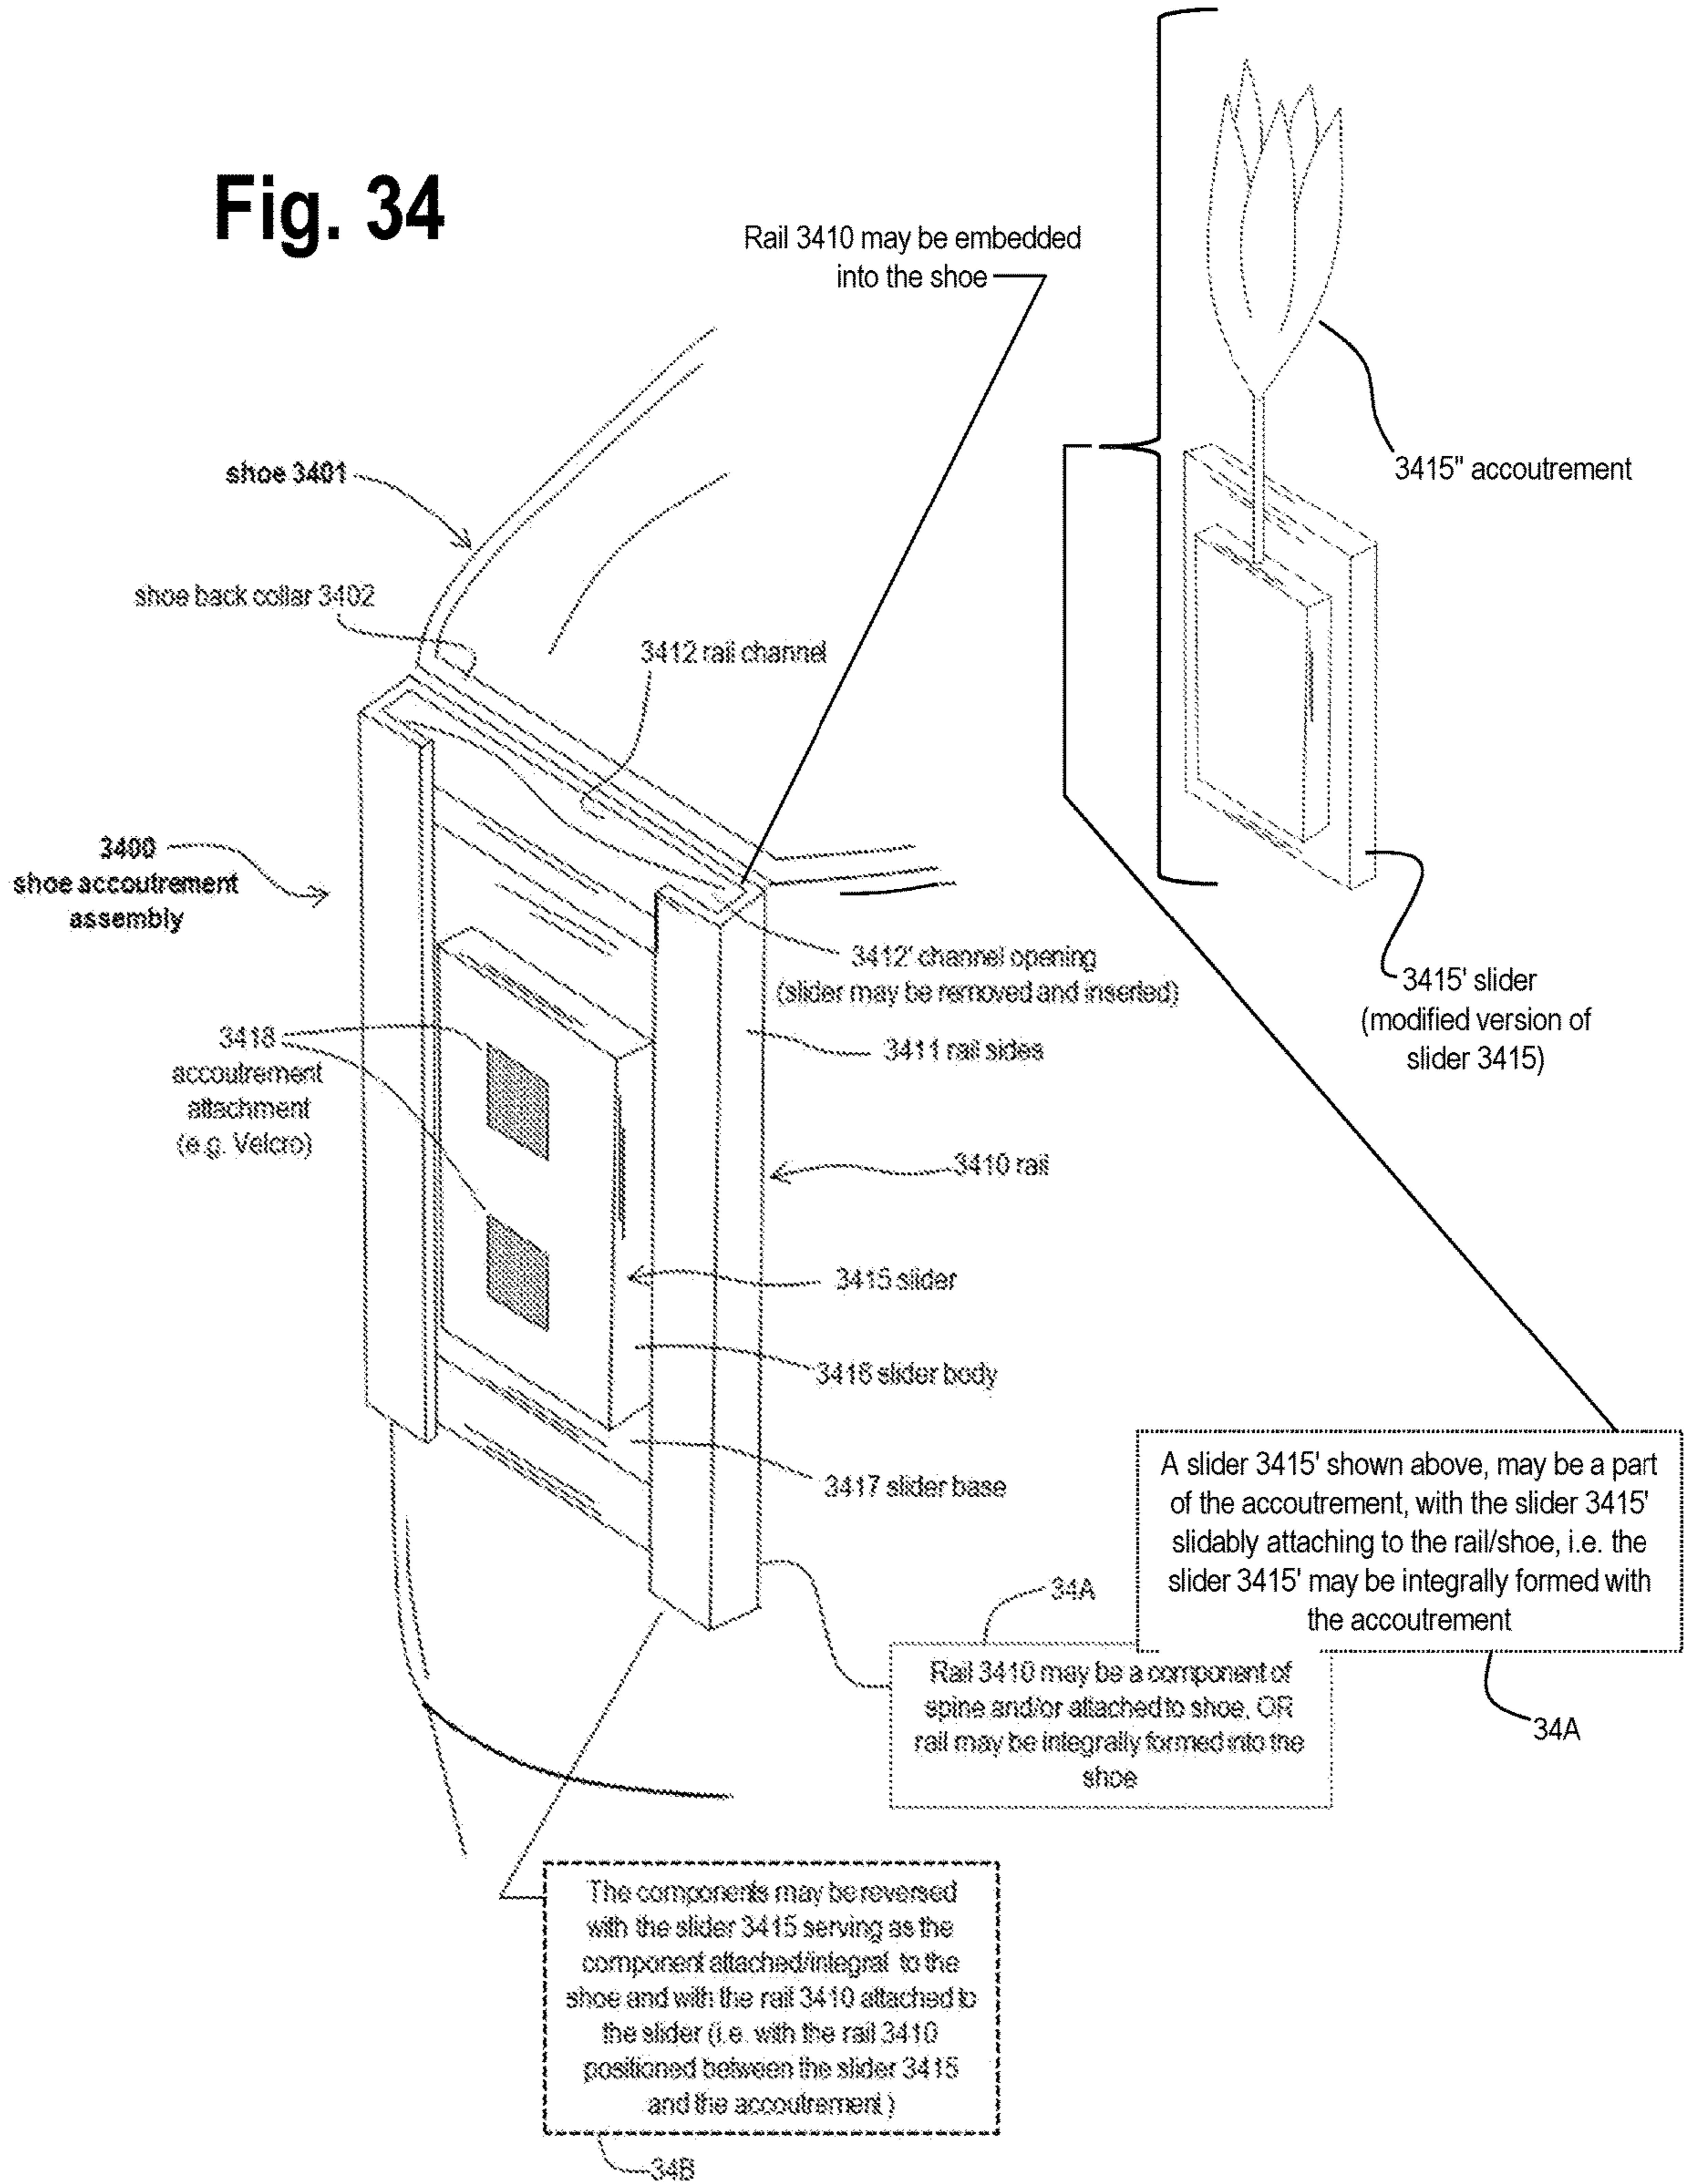 Fig. 34
Rail 3410 may be embedded
into the shoe
3415" accoutrement
shoe 3401
shoe back collar 3402
3412 rail channel
3400
shoe accoutrement
assembly
3412' channel opening
(slider may be removed and inserted)
3415' slider
(modified version of
slider 3415)
3411 rail sides
3418
accoutrement
attachment
(e.g. Velcro)
3410 rail
3415 slider
3416 slider body
3417 slider base
A slider 3415' shown above, may be a part
of the accoutrement, with the slider 3415'
slidably attaching to the rail/shoe, i.e. the
slider 3415' may be integrally formed with
the accoutrement
34A
34A
Rail 3410 may be a component of
spine and/or attached to shoe, OR
rail may be integrally formed into the
shoe
The components may be reversed
with the slider 3415 serving as the
component attached/integral to the
shoe and with the rail 3410 attached to
the slider (i.e. with the rail 3410
positioned between the slider 3415
and the accoutrement)
34B